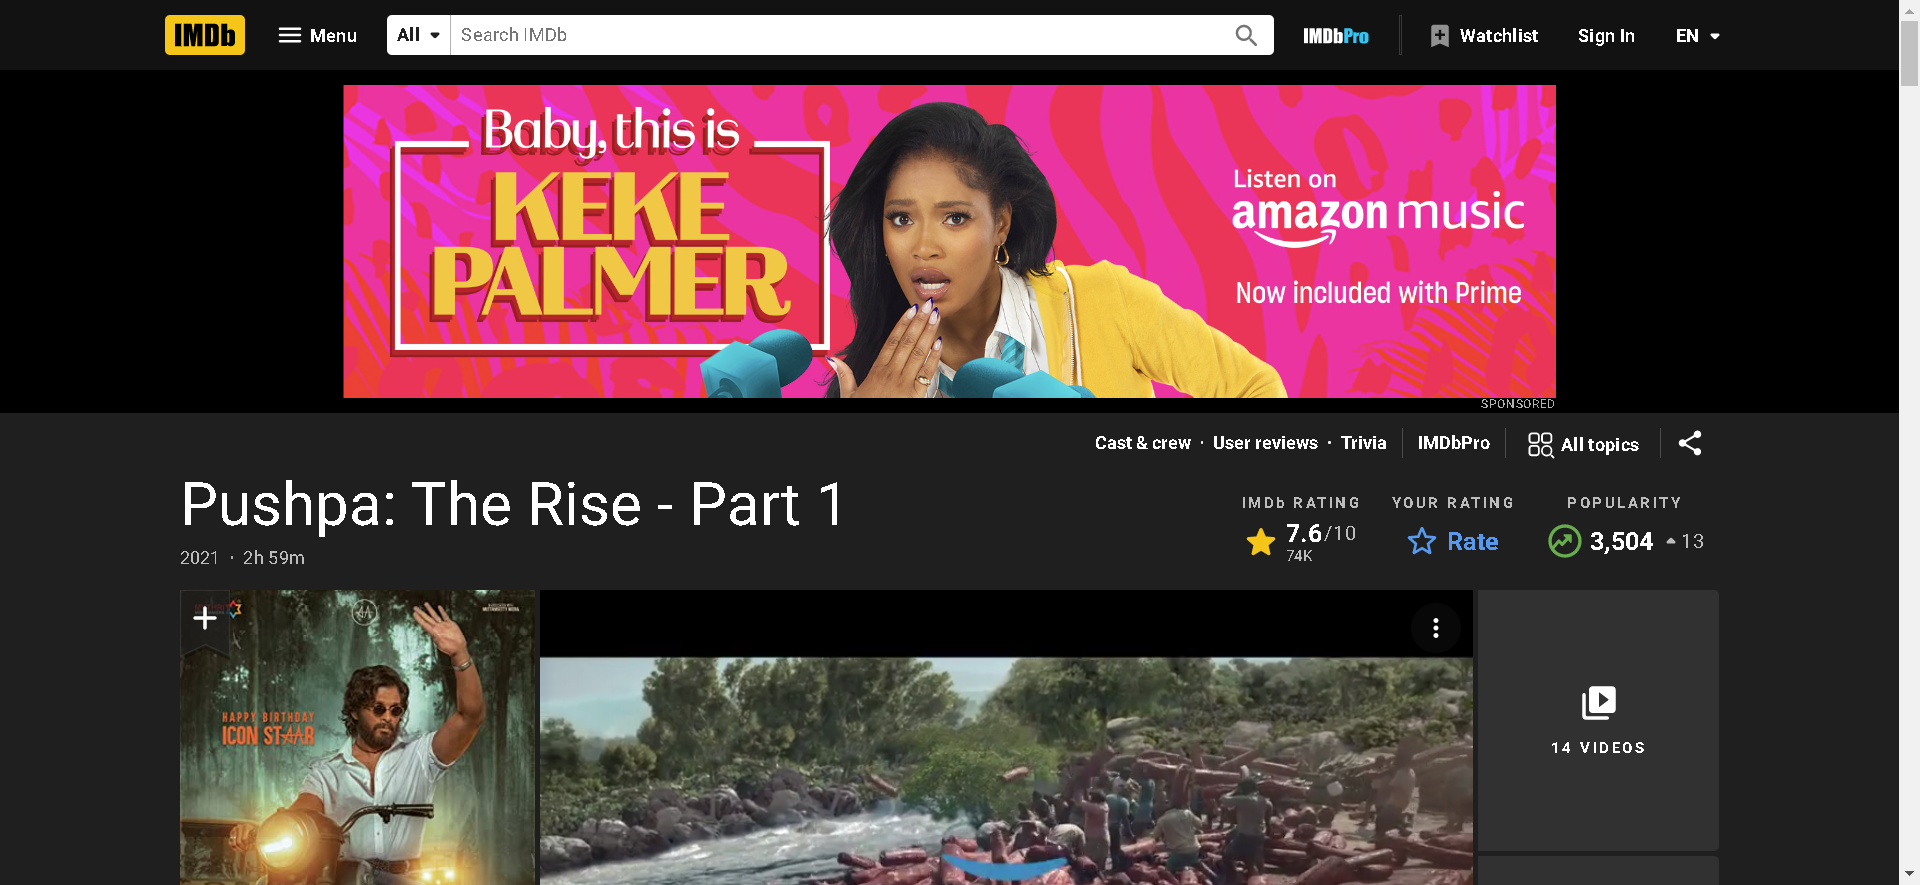 IMDb Menu All Search IMDb IMDbPro Watchlist Sign In EN
Baby, this is
KEKE
PALMER
Listen on
amazon music
Now included with Prime
SPONSORED
Cast & crew · User reviews · Trivia IMDbPro All topics
Pushpa: The Rise - Part 1
2021 · 2h 59m
IMDb RATING YOUR RATING POPULARITY
7.6/10 Rate 3,504 13
74K
HAPPY BIRTHDAY
ICON STAAR
14 VIDEOS